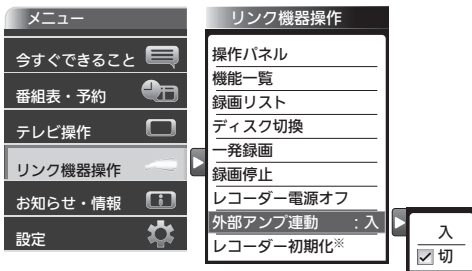 メニュー
今すぐできること
番組表・予約
テレビ操作
リンク機器操作
お知らせ・情報
設定
リンク機器操作
操作パネル
機能一覧
録画リスト
ディスク切換
一発録画
録画停止
レコーダー電源オフ
外部アンプ連動 ：入
レコーダー初期化※
入
切